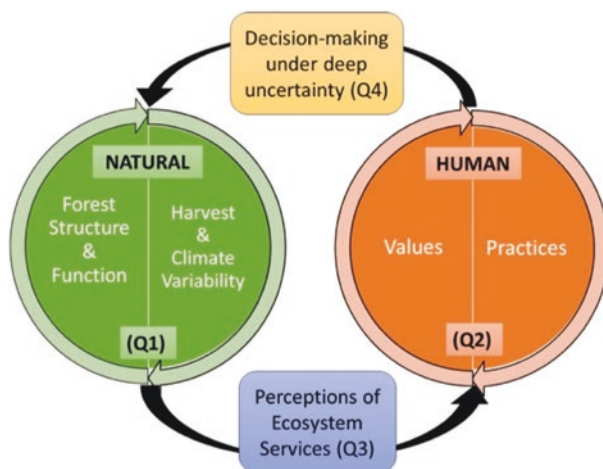 Decision-making
under deep
uncertainty (Q4)
NATURAL
Forest
Structure
&
Function
Harvest
&
Climate
Variability
(Q1)
HUMAN
Values
Practices
(Q2)
Perceptions of
Ecosystem
Services (Q3)